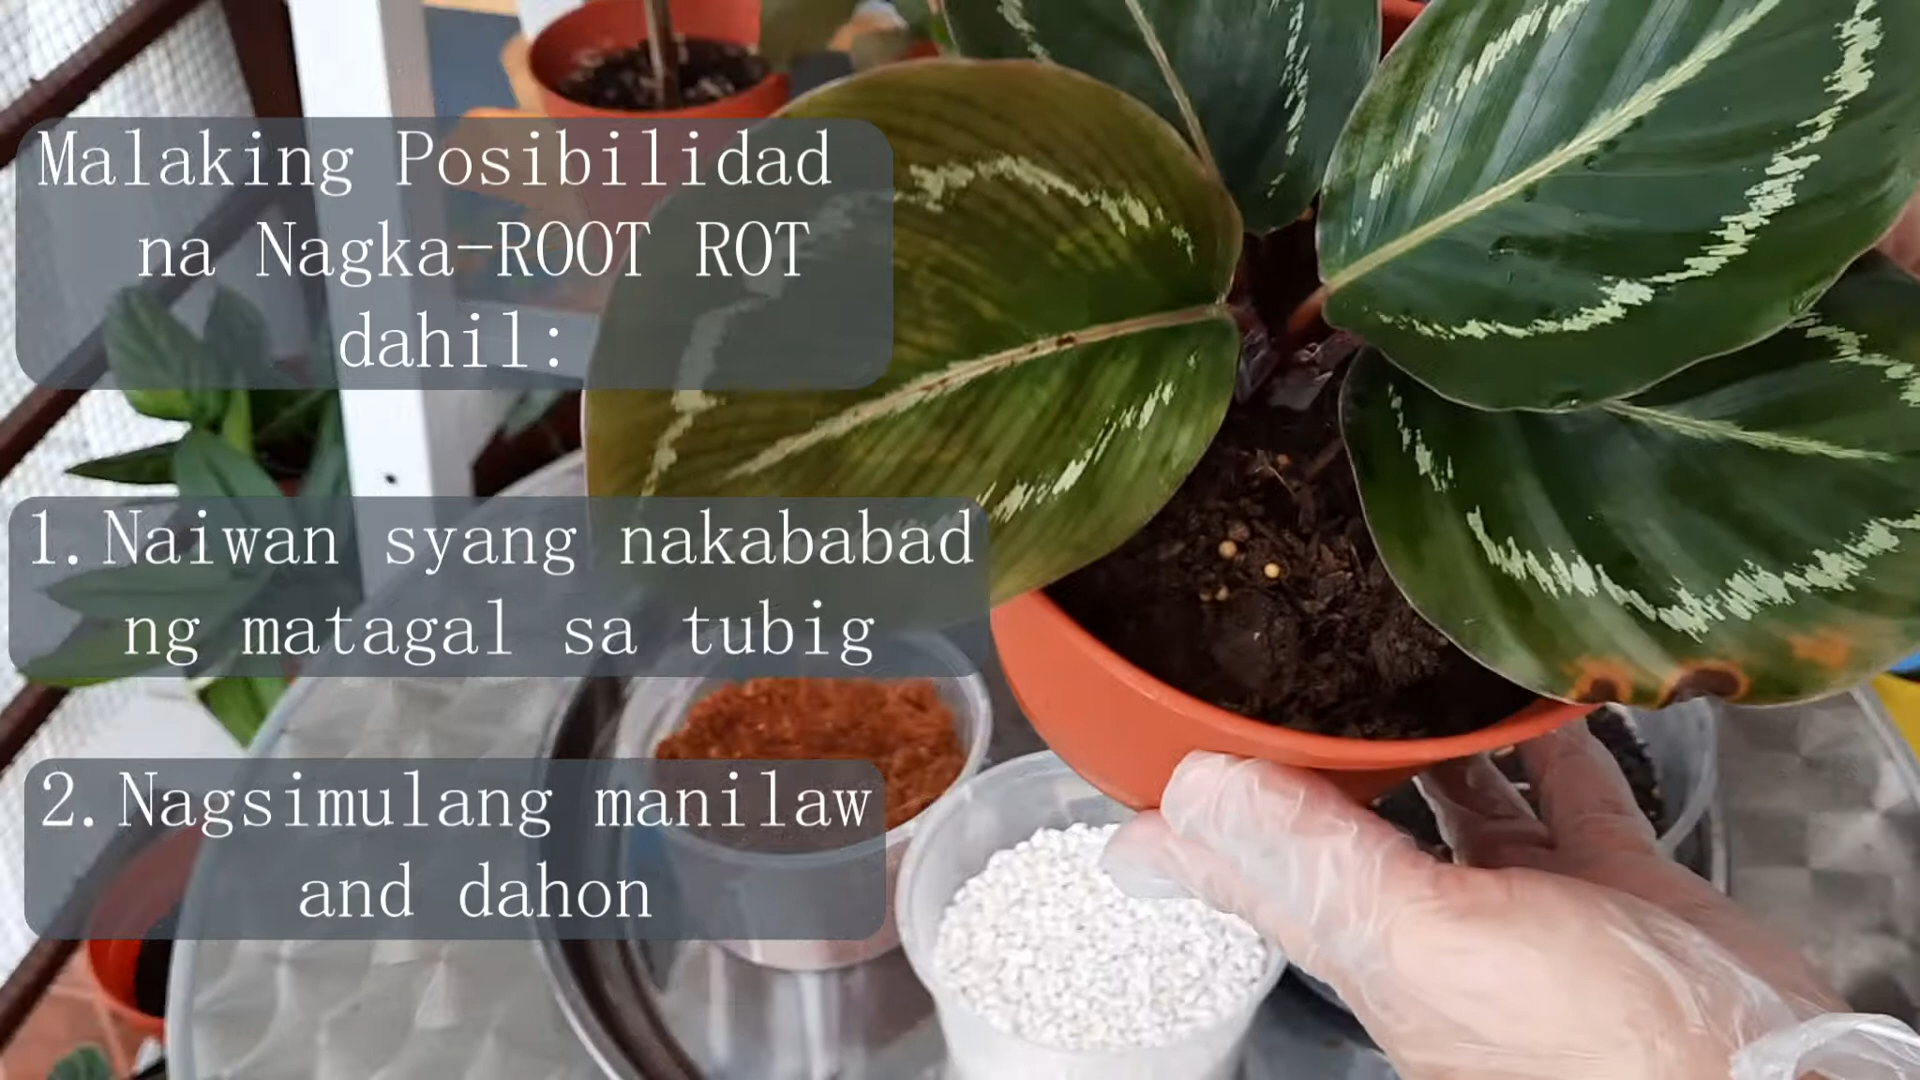 Malaking Posibilidad
na Nagka-ROOT ROT
dahil:
1. Naiwan syang nakababad
ng matagal sa tubig
2. Nagsimulang manilaw
and dahon